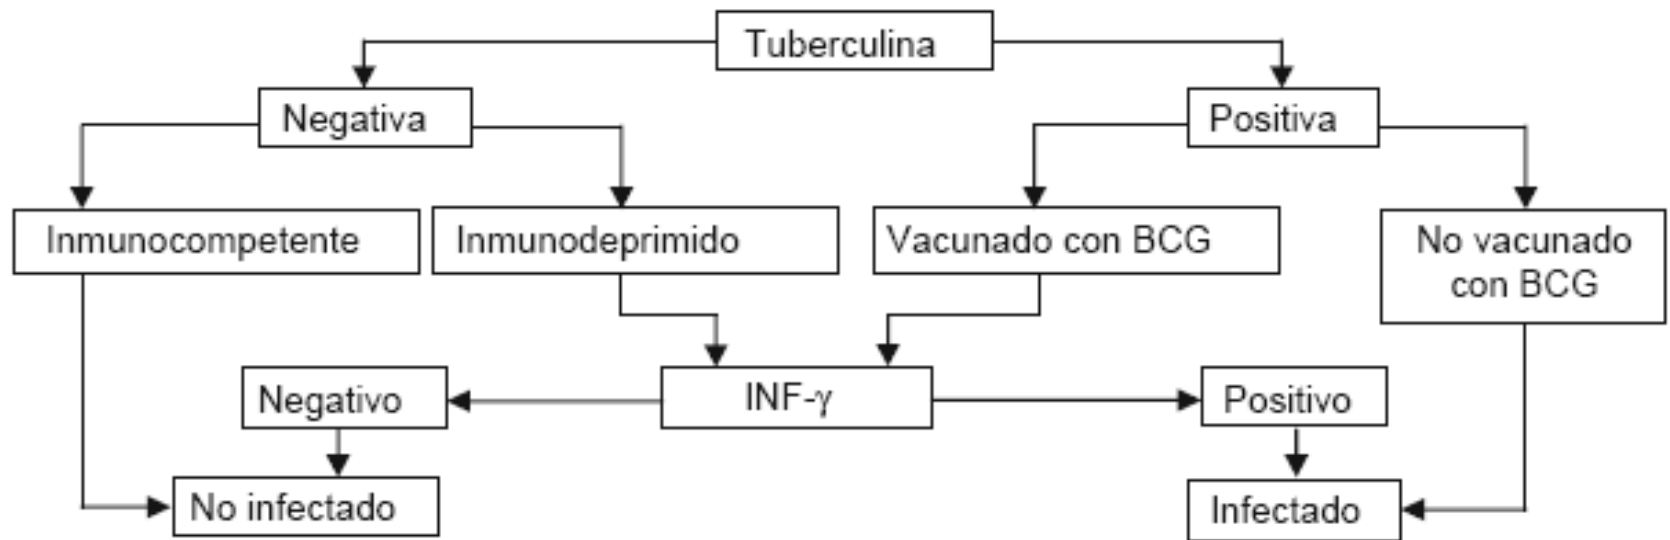 Tuberculina
Negativa
Positiva
Inmunocompetente
Inmunodeprimido
Vacunado con BCG
No vacunado
con BCG
Negativo
INF-γ
Positivo
No infectado
Infectado